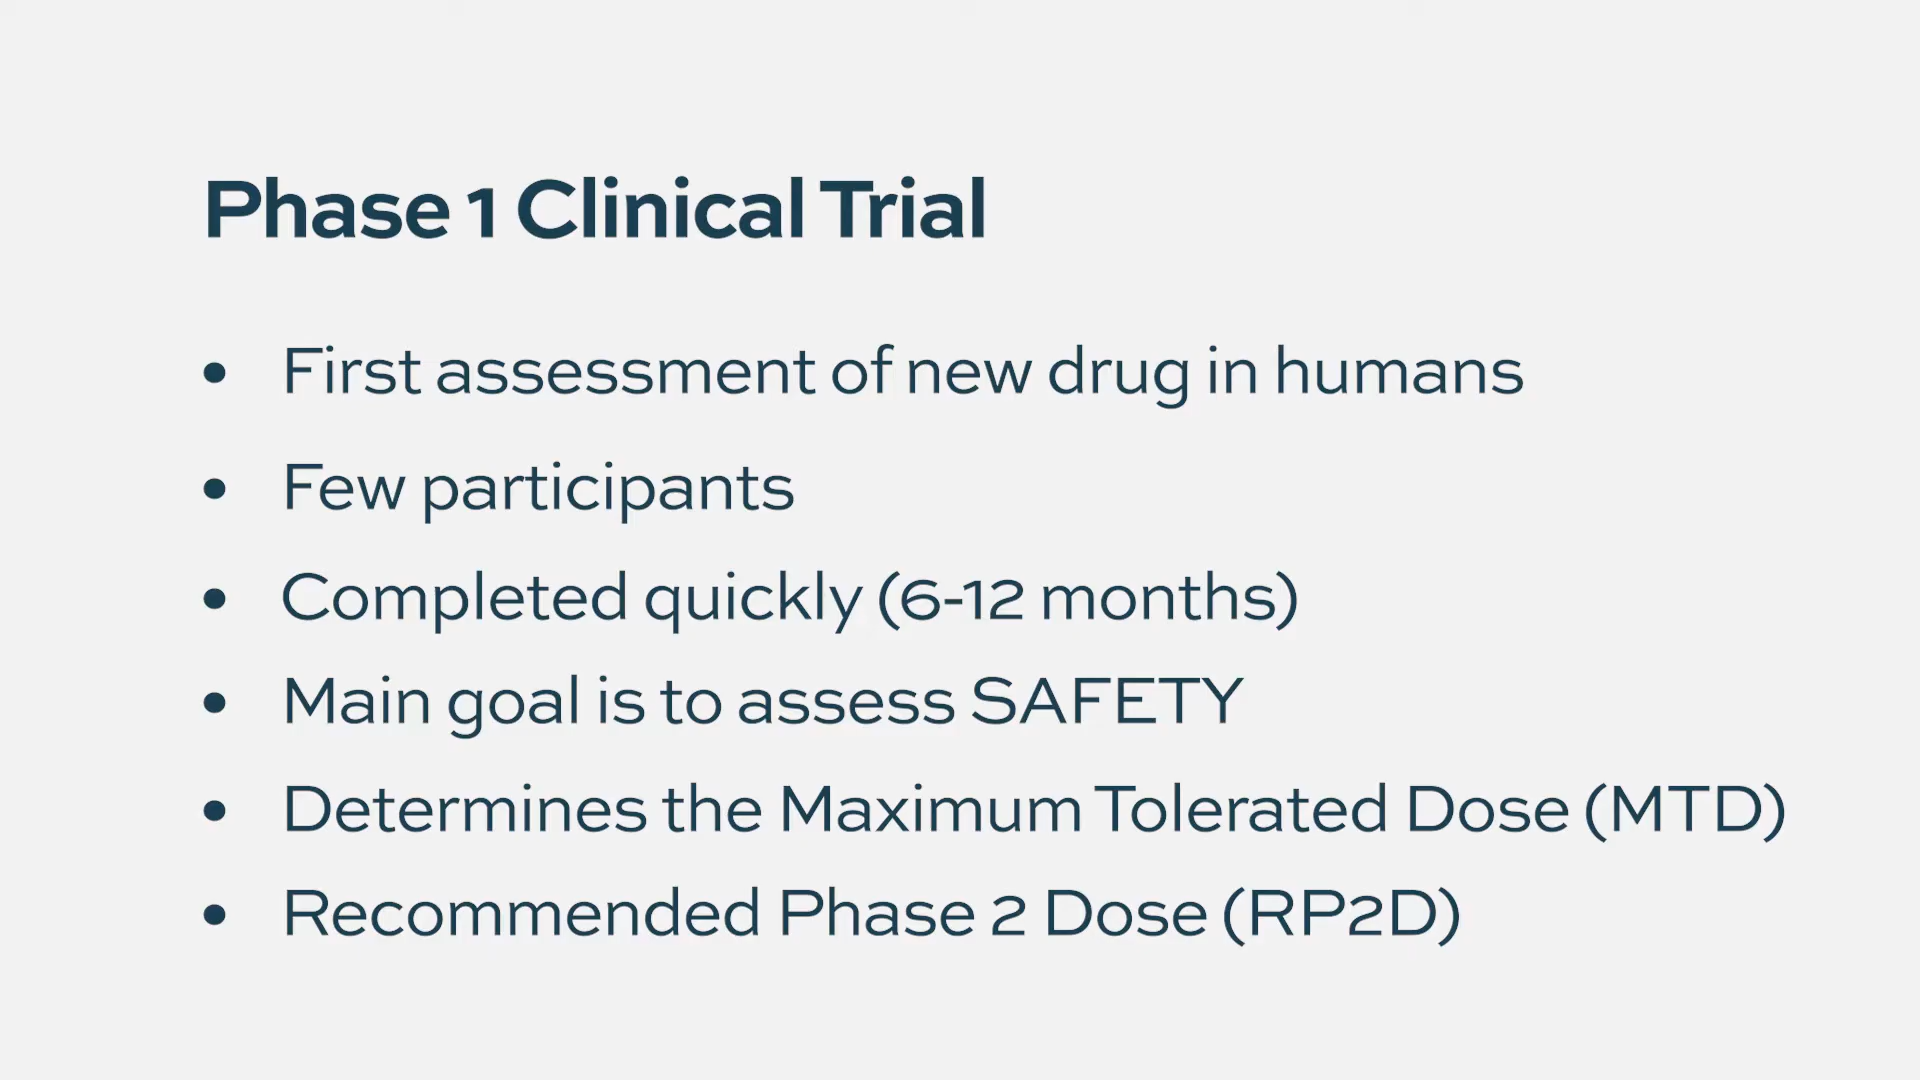 Phase 1 Clinical Trial
• First assessment of new drug in humans
• Few participants
• Completed quickly (6-12 months)
• Main goal is to assess SAFETY
• Determines the Maximum Tolerated Dose (MTD)
• Recommended Phase 2 Dose (RP2D)